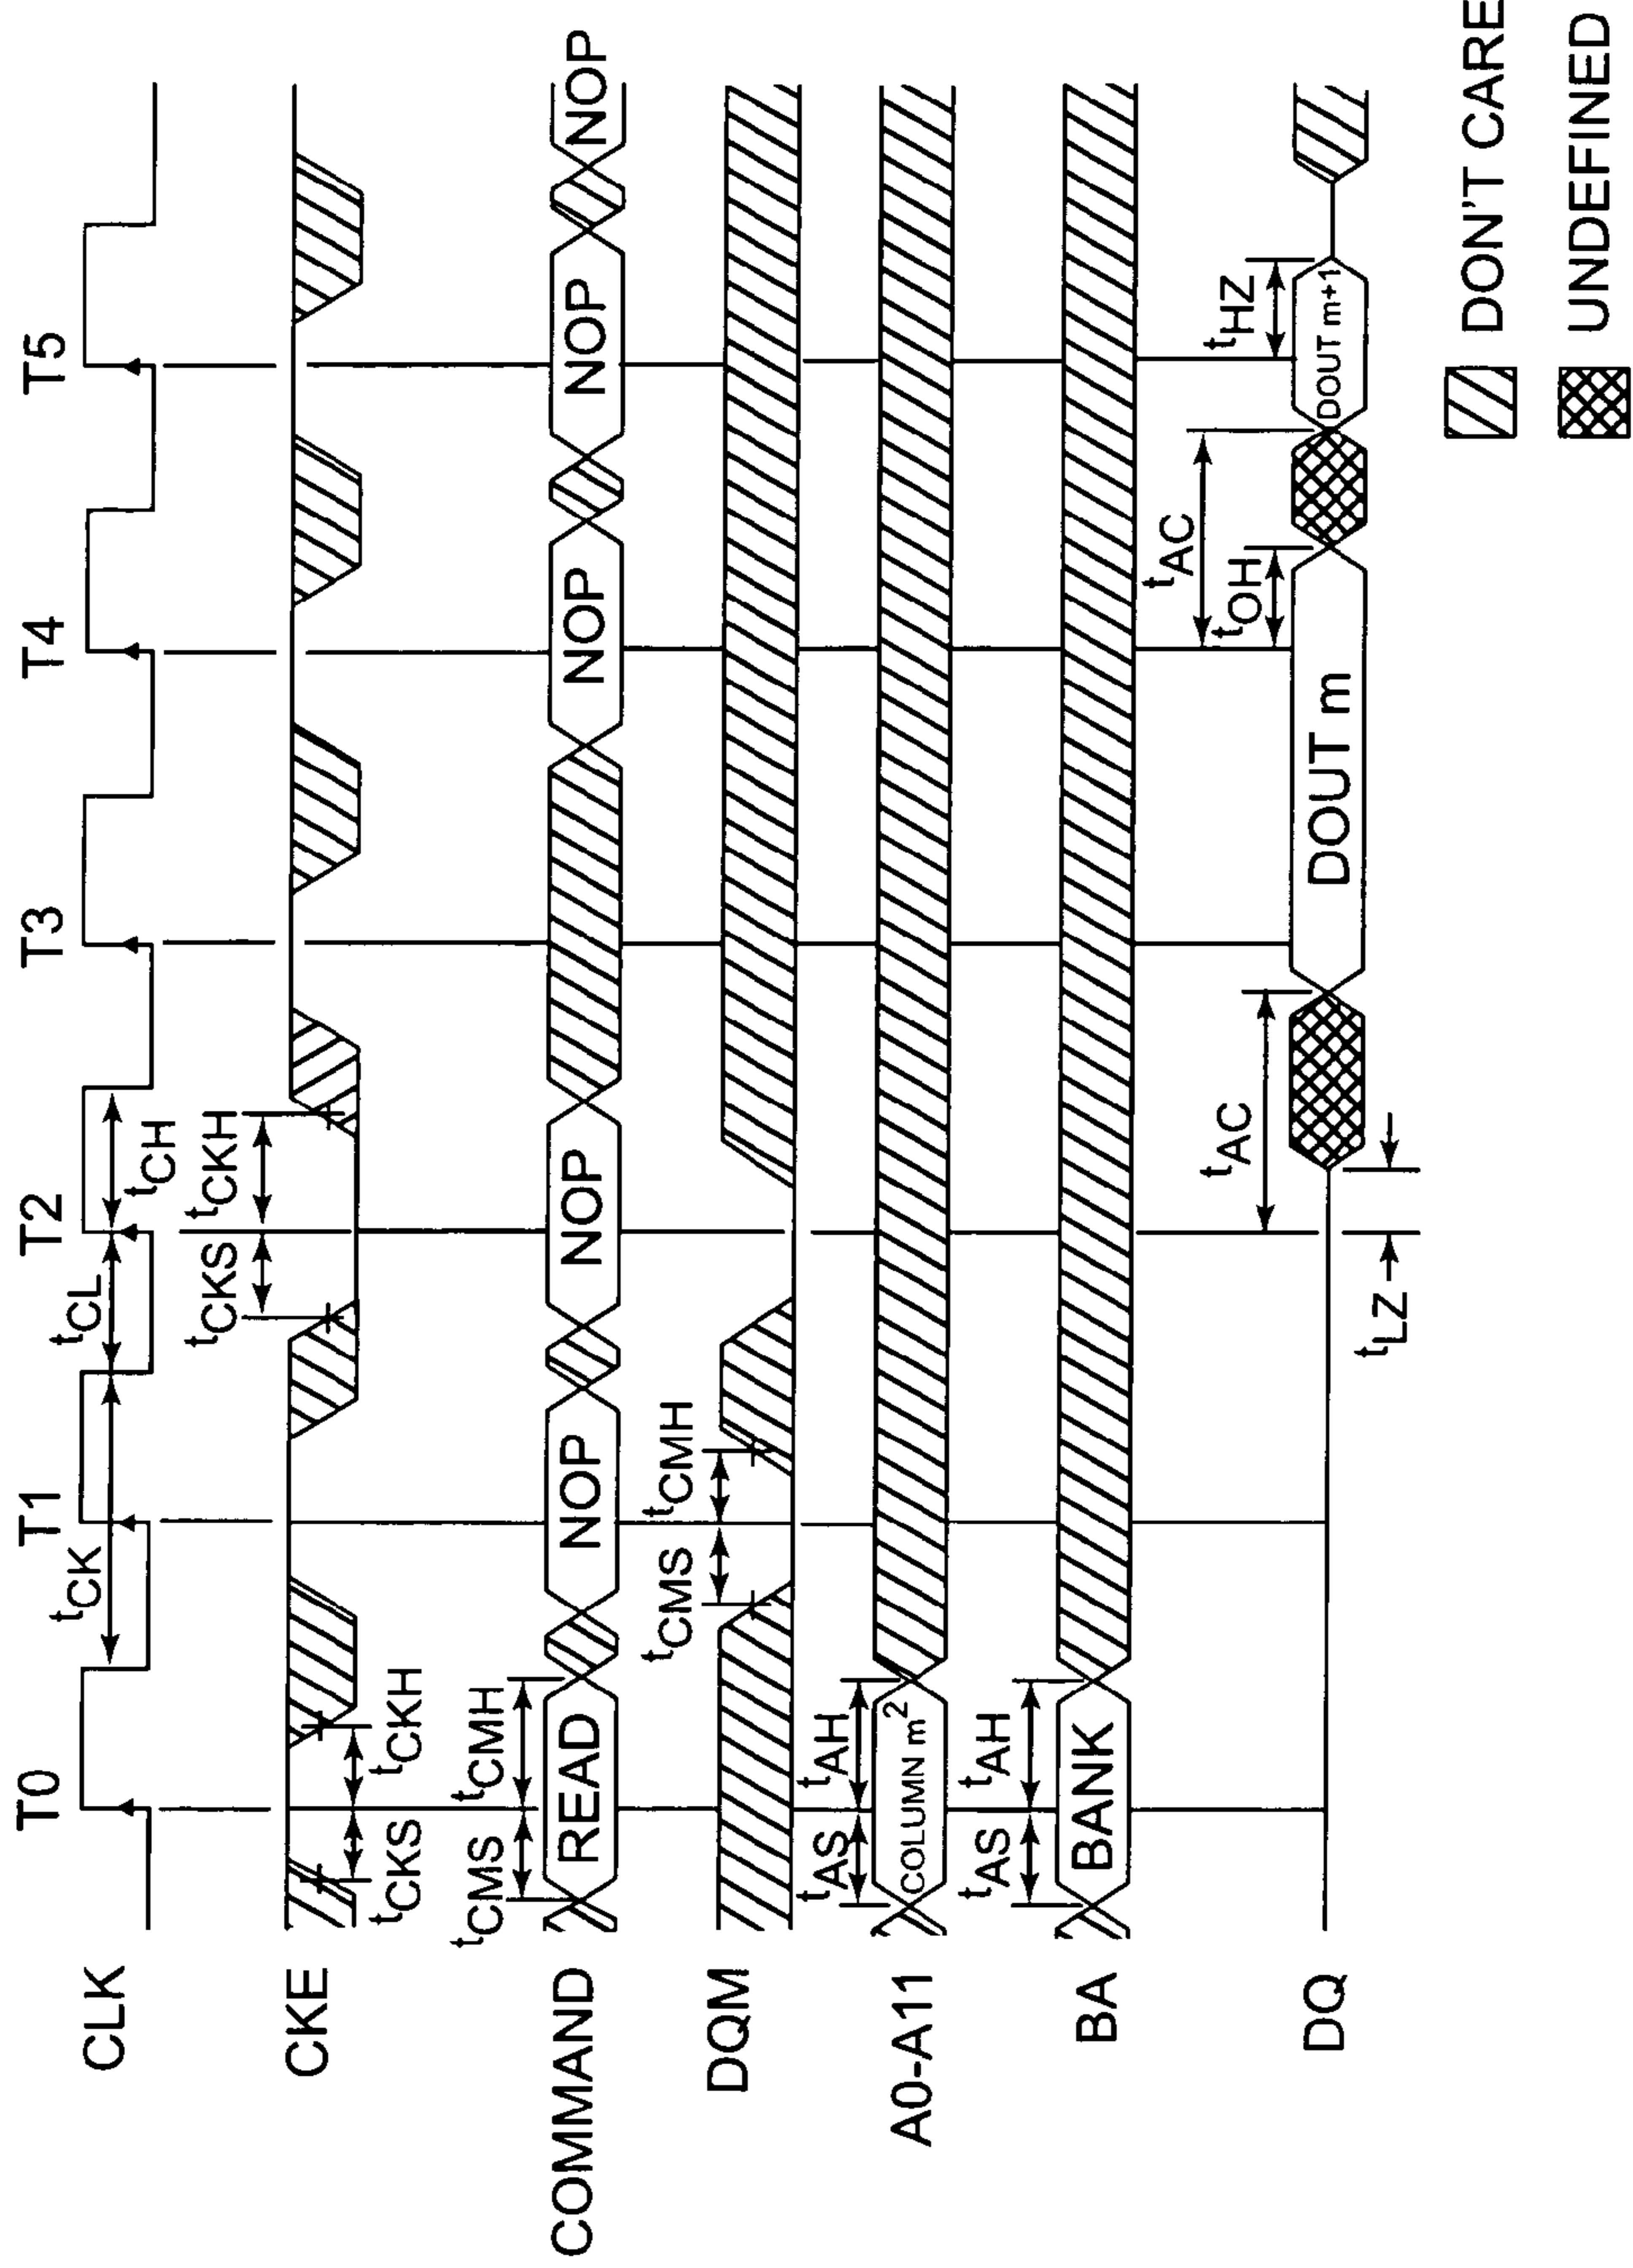 T0 T1 T2 T3 T4 T5
tCK tCL tCH
CLK
tCKS tCKH tCKS tCKH
CKE
tCMS tCMH
COMMAND READ NOP NOP NOP NOP NOP
tCMS tCMH
DQM
tAS tAH
A0-A11 COLUMN m2
tAS tAH
BA BANK
tAC tAC
tOH tHZ
DQ DOUT m DOUT m+1
tLZ
DON'T CARE
UNDEFINED